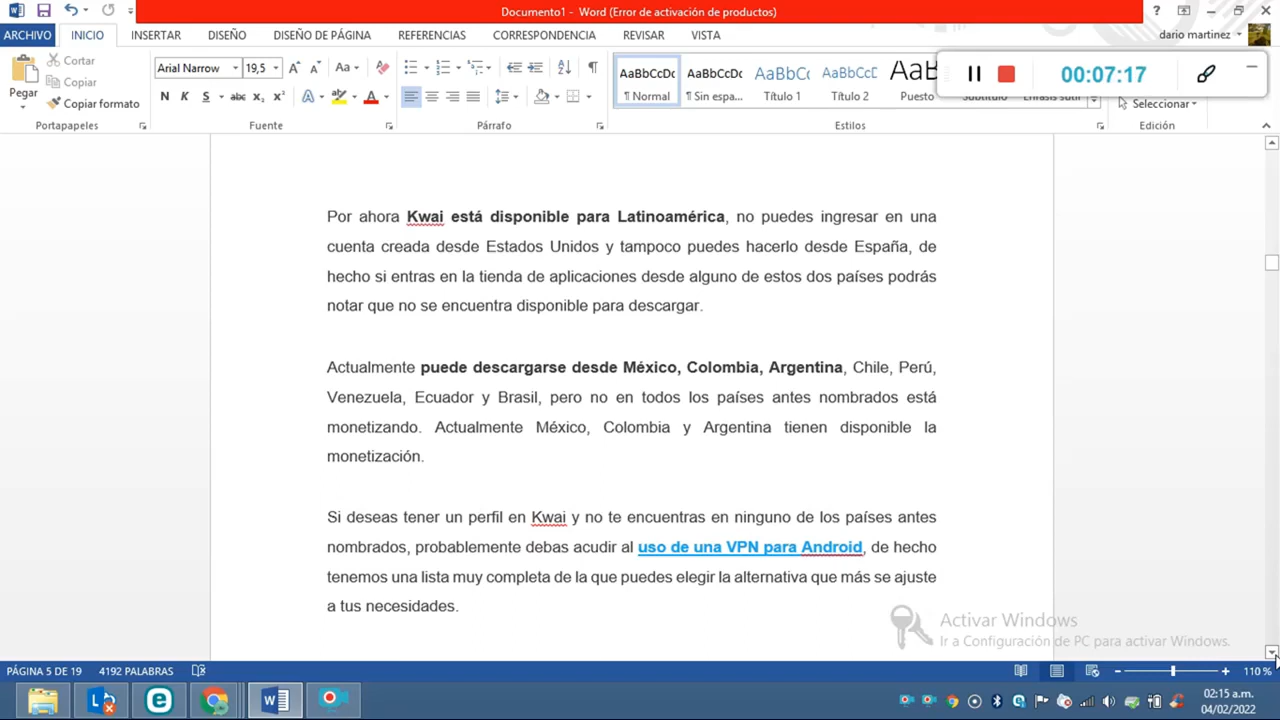 Documento1 - Word (Error de activación de productos)
ARCHIVO INICIO INSERTAR DISEÑO DISEÑO DE PÁGINA REFERENCIAS CORRESPONDENCIA REVISAR VISTA dario martinez
Pegar
Cortar
Copiar
Copiar formato
Portapapeles
Arial Narrow 19,5
Aa
N K S abc x₂ x²
A A
Fuente
Párrafo
AaBbCcDc AaBbCcDc AaBbCc AaBbCcD AaB
¶ Normal ¶ Sin espa... Título 1 Título 2 Puesto Subtítulo Énfasis sutil
Estilos
00:07:17
Seleccionar
Edición
Por ahora Kwai está disponible para Latinoamérica, no puedes ingresar en una
cuenta creada desde Estados Unidos y tampoco puedes hacerlo desde España, de
hecho si entras en la tienda de aplicaciones desde alguno de estos dos países podrás
notar que no se encuentra disponible para descargar.
Actualmente puede descargarse desde México, Colombia, Argentina, Chile, Perú,
Venezuela, Ecuador y Brasil, pero no en todos los países antes nombrados está
monetizando. Actualmente México, Colombia y Argentina tienen disponible la
monetización.
Si deseas tener un perfil en Kwai y no te encuentras en ninguno de los países antes
nombrados, probablemente debas acudir al uso de una VPN para Android, de hecho
tenemos una lista muy completa de la que puedes elegir la alternativa que más se ajuste
a tus necesidades.
Activar Windows
Ir a Configuración de PC para activar Windows.
PÁGINA 5 DE 19 4192 PALABRAS 110 %
02:15 a.m.
04/02/2022